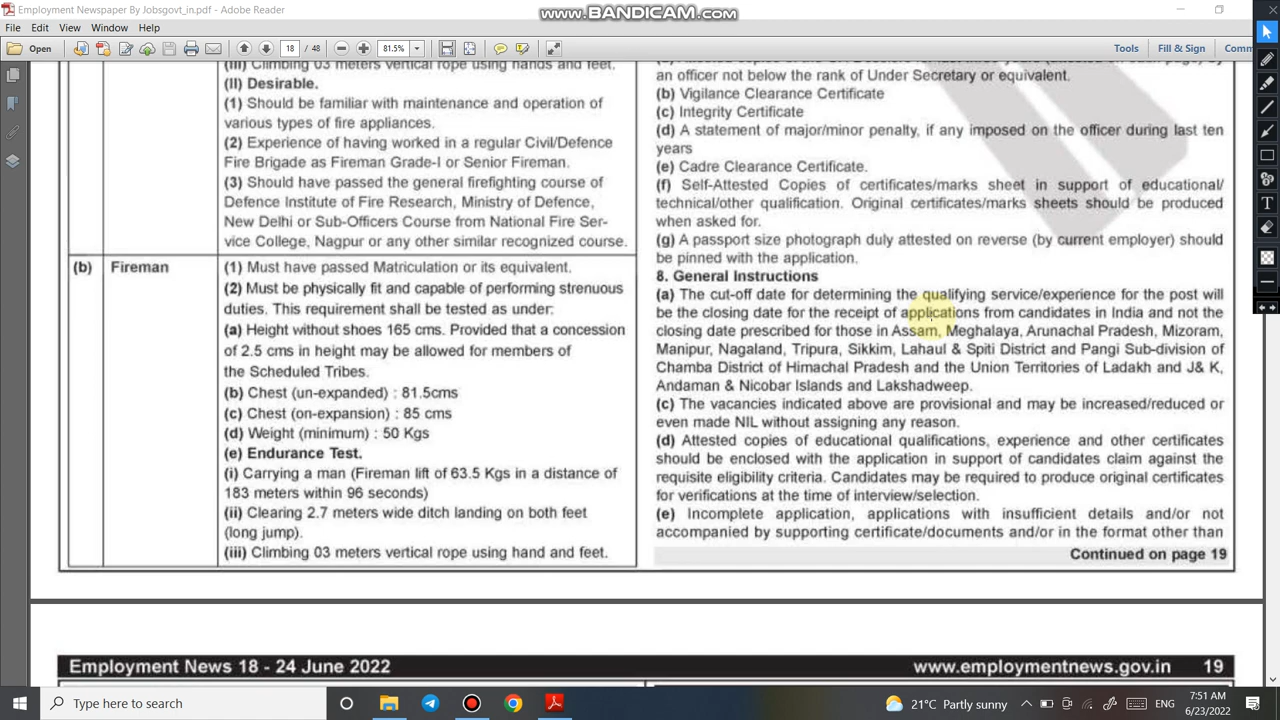 Employment Newspaper By Jobsgovt_in.pdf - Adobe Reader
www.BANDICAM.com
File Edit View Window Help
Open
18 / 48
81.5%
Tools Fill & Sign Comm
(iii) Climbing 03 meters vertical rope using hands and feet.
(II) Desirable.
(1) Should be familiar with maintenance and operation of
various types of fire appliances.
(2) Experience of having worked in a regular Civil/Defence
Fire Brigade as Fireman Grade-I or Senior Fireman.
(3) Should have passed the general firefighting course of
Defence Institute of Fire Research, Ministry of Defence,
New Delhi or Sub-Officers Course from National Fire Ser-
vice College, Nagpur or any other similar recognized course.
(b) Fireman
(1) Must have passed Matriculation or its equivalent.
(2) Must be physically fit and capable of performing strenuous
duties. This requirement shall be tested as under:
(a) Height without shoes 165 cms. Provided that a concession
of 2.5 cms in height may be allowed for members of
the Scheduled Tribes.
(b) Chest (un-expanded) : 81.5cms
(c) Chest (on-expansion) : 85 cms
(d) Weight (minimum) : 50 Kgs
(e) Endurance Test.
(i) Carrying a man (Fireman lift of 63.5 Kgs in a distance of
183 meters within 96 seconds)
(ii) Clearing 2.7 meters wide ditch landing on both feet
(long jump).
(iii) Climbing 03 meters vertical rope using hand and feet.
an officer not below the rank of Under Secretary or equivalent.
(b) Vigilance Clearance Certificate
(c) Integrity Certificate
(d) A statement of major/minor penalty, if any imposed on the officer during last ten
years
(e) Cadre Clearance Certificate.
(f) Self-Attested Copies of certificates/marks sheet in support of educational/
technical/other qualification. Original certificates/marks sheets should be produced
when asked for.
(g) A passport size photograph duly attested on reverse (by current employer) should
be pinned with the application.
8. General Instructions
(a) The cut-off date for determining the qualifying service/experience for the post will
be the closing date for the receipt of applications from candidates in India and not the
closing date prescribed for those in Assam, Meghalaya, Arunachal Pradesh, Mizoram,
Manipur, Nagaland, Tripura, Sikkim, Lahaul & Spiti District and Pangi Sub-division of
Chamba District of Himachal Pradesh and the Union Territories of Ladakh and J& K,
Andaman & Nicobar Islands and Lakshadweep.
(c) The vacancies indicated above are provisional and may be increased/reduced or
even made NIL without assigning any reason.
(d) Attested copies of educational qualifications, experience and other certificates
should be enclosed with the application in support of candidates claim against the
requisite eligibility criteria. Candidates may be required to produce original certificates
for verifications at the time of interview/selection.
(e) Incomplete application, applications with insufficient details and/or not
accompanied by supporting certificate/documents and/or in the format other than
Continued on page 19
Employment News 18 - 24 June 2022
www.employmentnews.gov.in 19
Type here to search
21°C Partly sunny
ENG
7:51 AM
6/23/2022